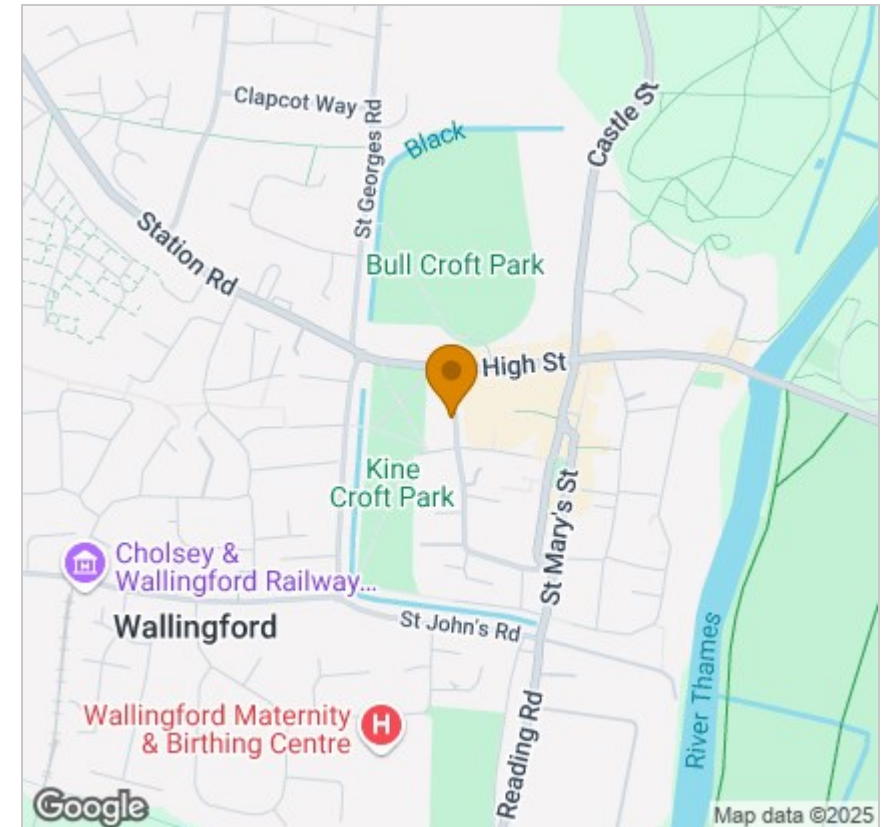 Clapcot Way
St Georges Rd
Black
Castle St
Station Rd
Bull Croft Park
High St
Kine
Croft Park
St Mary's St
Cholsey &
Wallingford Railway...
Wallingford
St John's Rd
River Thames
Wallingford Maternity
& Birthing Centre
H
Reading Rd
Google
Map data ©2025